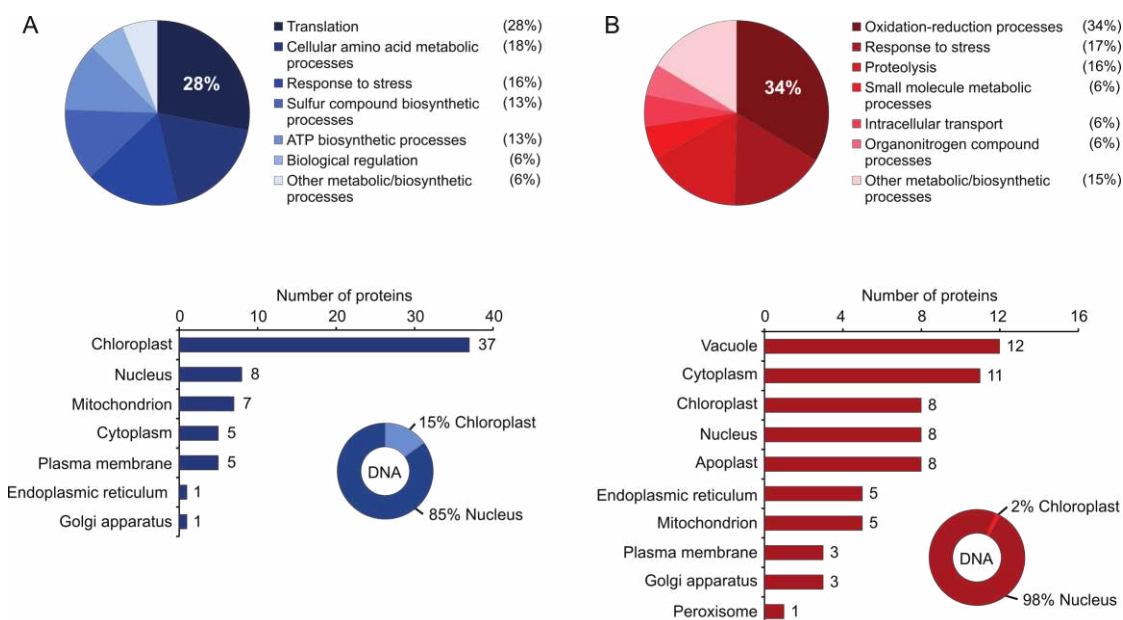 A
28%
Translation (28%)
Cellular amino acid metabolic (18%)
processes
Response to stress (16%)
Sulfur compound biosynthetic (13%)
processes
ATP biosynthetic processes (13%)
Biological regulation (6%)
Other metabolic/biosynthetic (6%)
processes
Number of proteins
0 10 20 30 40
Chloroplast 37
Nucleus 8
Mitochondrion 7
Cytoplasm 5
Plasma membrane 5
Endoplasmic reticulum 1
Golgi apparatus 1
15% Chloroplast
DNA
85% Nucleus
B
34%
Oxidation-reduction processes (34%)
Response to stress (17%)
Proteolysis (16%)
Small molecule metabolic (6%)
processes
Intracellular transport (6%)
Organonitrogen compound (6%)
processes
Other metabolic/biosynthetic (15%)
processes
Number of proteins
0 4 8 12 16
Vacuole 12
Cytoplasm 11
Chloroplast 8
Nucleus 8
Apoplast 8
Endoplasmic reticulum 5
Mitochondrion 5
Plasma membrane 3
Golgi apparatus 3
Peroxisome 1
2% Chloroplast
DNA
98% Nucleus